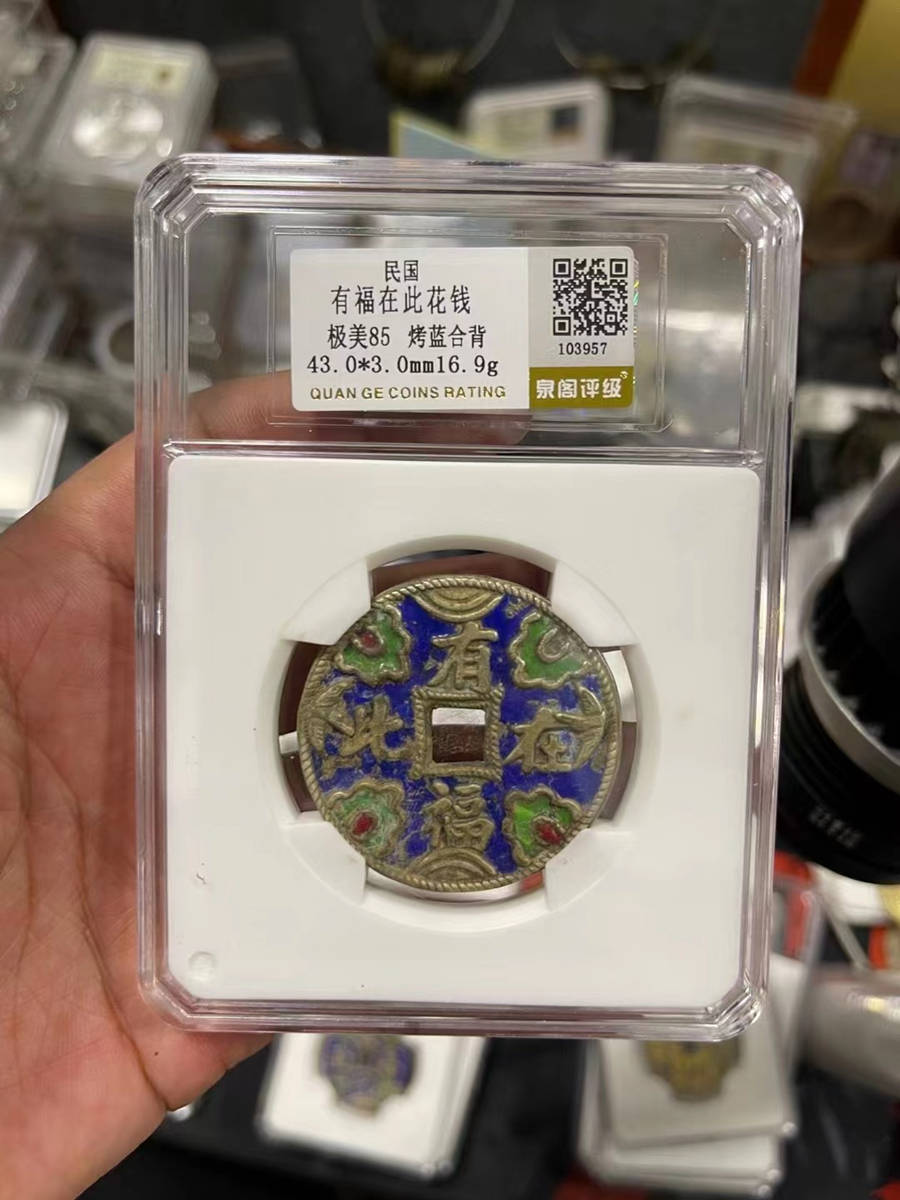 民国
有福在此花钱
极美85 烤蓝合背
43.0*3.0mm16.9g
QUAN GE COINS RATING
103957
泉阁评级
有
此 在
福